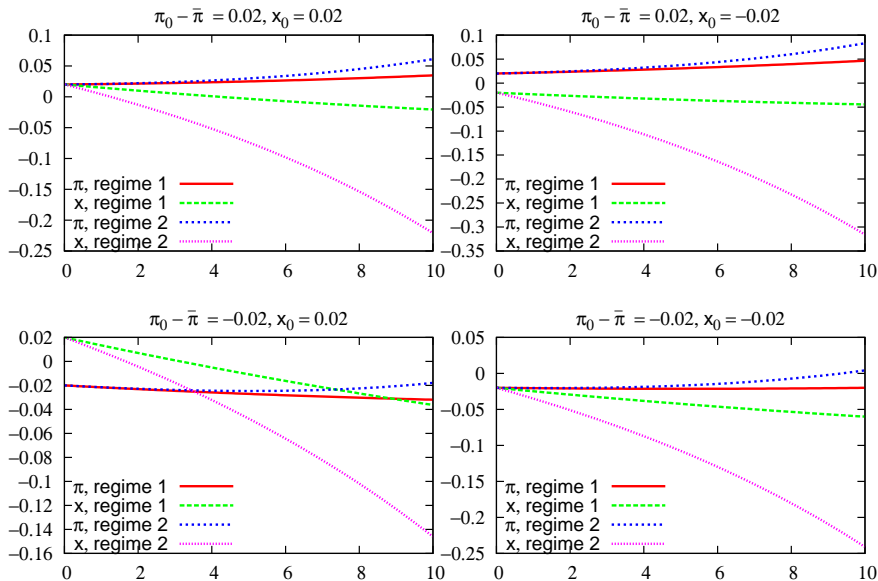 π₀ − π̄ = 0.02, x₀ = 0.02
0.1
0.05
0
−0.05
−0.1
−0.15
−0.2
−0.25
π, regime 1
x, regime 1
π, regime 2
x, regime 2
0 2 4 6 8 10
π₀ − π̄ = 0.02, x₀ = −0.02
0.1
0.05
0
−0.05
−0.1
−0.15
−0.2
−0.25
−0.3
−0.35
π, regime 1
x, regime 1
π, regime 2
x, regime 2
0 2 4 6 8 10
π₀ − π̄ = −0.02, x₀ = 0.02
0.02
0
−0.02
−0.04
−0.06
−0.08
−0.1
−0.12
−0.14
−0.16
π, regime 1
x, regime 1
π, regime 2
x, regime 2
0 2 4 6 8 10
π₀ − π̄ = −0.02, x₀ = −0.02
0.05
0
−0.05
−0.1
−0.15
−0.2
−0.25
π, regime 1
x, regime 1
π, regime 2
x, regime 2
0 2 4 6 8 10